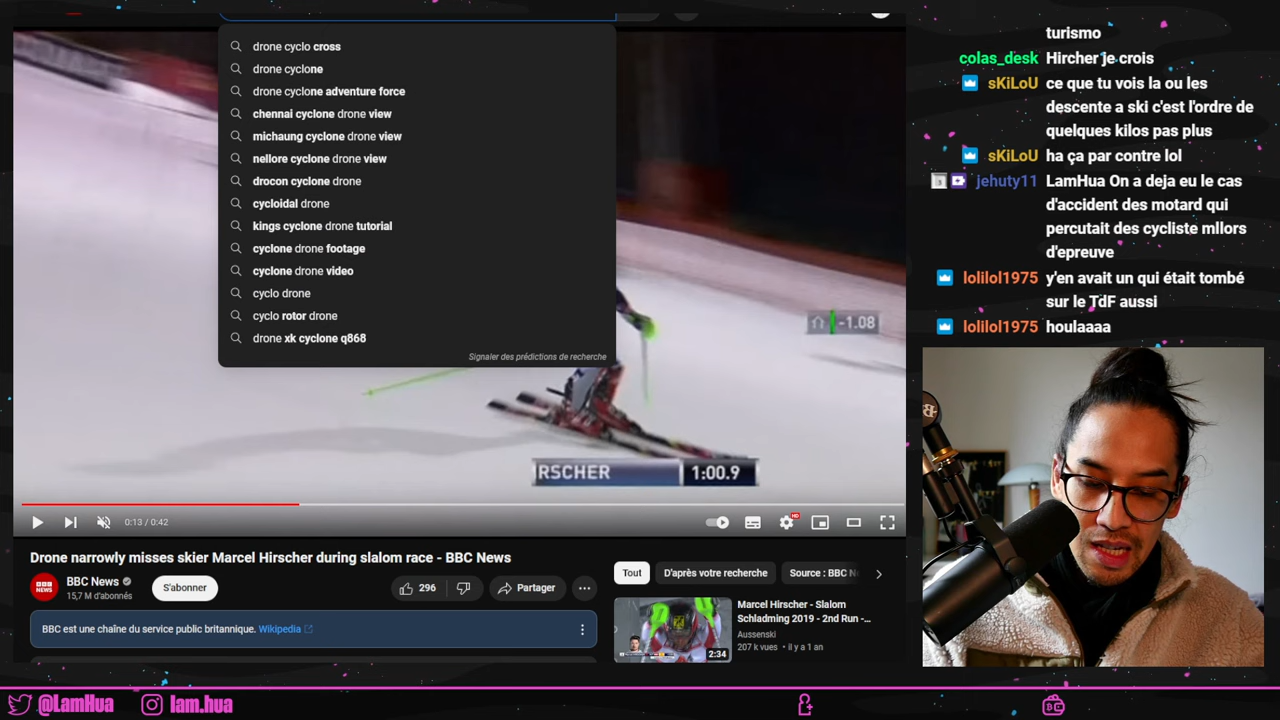 drone cyclo cross
drone cyclone
drone cyclone adventure force
chennai cyclone drone view
michaung cyclone drone view
nellore cyclone drone view
drocon cyclone drone
cycloidal drone
kings cyclone drone tutorial
cyclone drone footage
cyclone drone video
cyclo drone
cyclo rotor drone
drone xk cyclone q868
Signaler des prédictions de recherche
-1.08
RSCHER 1:00.9
0:13 / 0:42
HD
Drone narrowly misses skier Marcel Hirscher during slalom race - BBC News
BBC NEWS
BBC News
15,7 M d'abonnés
S'abonner
296
Partager
BBC est une chaîne du service public britannique. Wikipedia
Tout
D'après votre recherche
Source : BBC N
Marcel Hirscher - Slalom
Schladming 2019 - 2nd Run -...
Aussenski
207 k vues • il y a 1 an
2:34
turismo
colas_desk Hircher je crois
sKiLoU ce que tu vois la ou les
descente a ski c'est l'ordre de
quelques kilos pas plus
sKiLoU ha ça par contre lol
jehuty11 LamHua On a deja eu le cas
d'accident des motard qui
percutait des cycliste mllors
d'epreuve
lolilol1975 y'en avait un qui était tombé
sur le TdF aussi
lolilol1975 houlaaaa
@LamHua
lam.hua